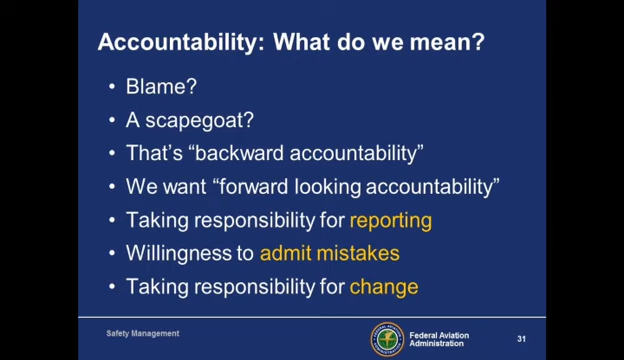 Accountability: What do we mean?
• Blame?
• A scapegoat?
• That's “backward accountability”
• We want “forward looking accountability”
• Taking responsibility for reporting
• Willingness to admit mistakes
• Taking responsibility for change
Safety Management
Federal Aviation
Administration
31